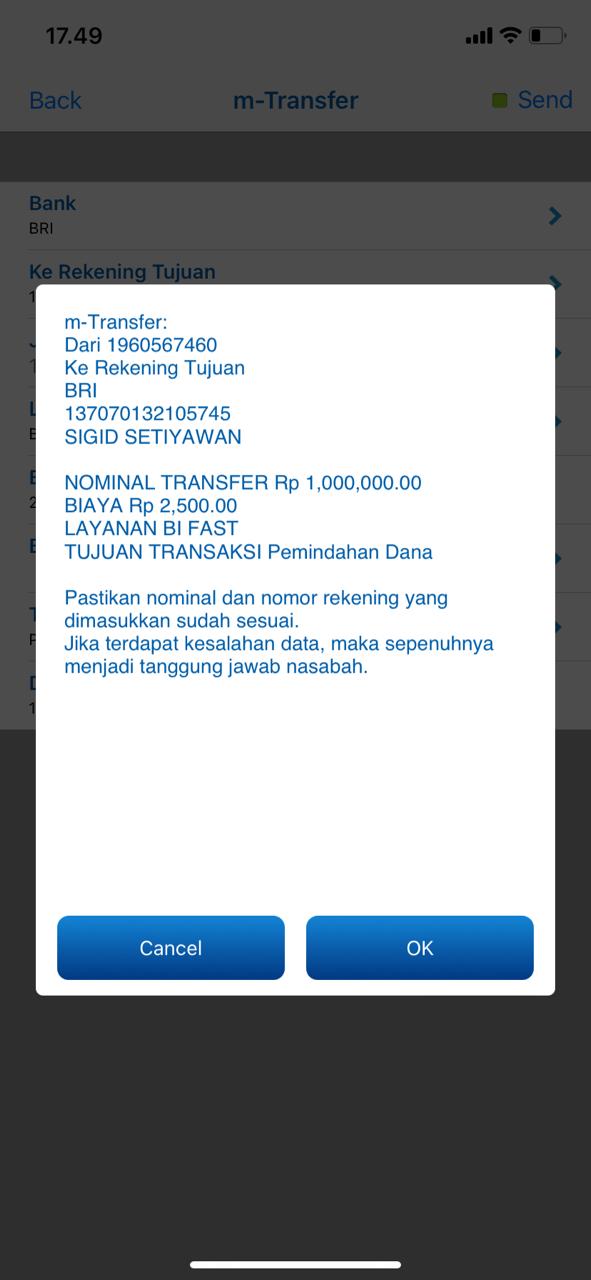 17.49
Back m-Transfer Send
Bank
BRI
Ke Rekening Tujuan
m-Transfer:
Dari 1960567460
Ke Rekening Tujuan
BRI
137070132105745
SIGID SETIYAWAN
NOMINAL TRANSFER Rp 1,000,000.00
BIAYA Rp 2,500.00
LAYANAN BI FAST
TUJUAN TRANSAKSI Pemindahan Dana
Pastikan nominal dan nomor rekening yang
dimasukkan sudah sesuai.
Jika terdapat kesalahan data, maka sepenuhnya
menjadi tanggung jawab nasabah.
Cancel OK